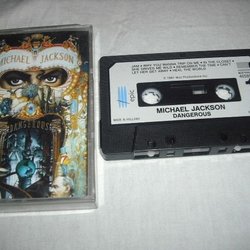 MICHAEL JACKSON
DANGEROUS
JAM • WHY YOU WANNA TRIP ON ME • IN THE CLOSET •
SHE DRIVES ME WILD • REMEMBER THE TIME • CAN'T
LET HER GET AWAY • HEAL THE WORLD
epic
MICHAEL JACKSON
DANGEROUS
MADE IN HOLLAND